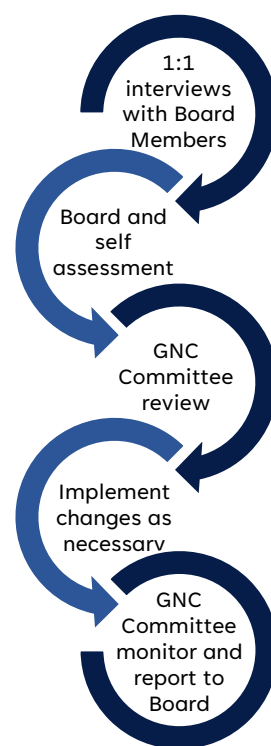 1:1
interviews
with Board
Members
Board and
self
assessment
GNC
Committee
review
Implement
changes as
necessary
GNC
Committee
monitor and
report to
Board